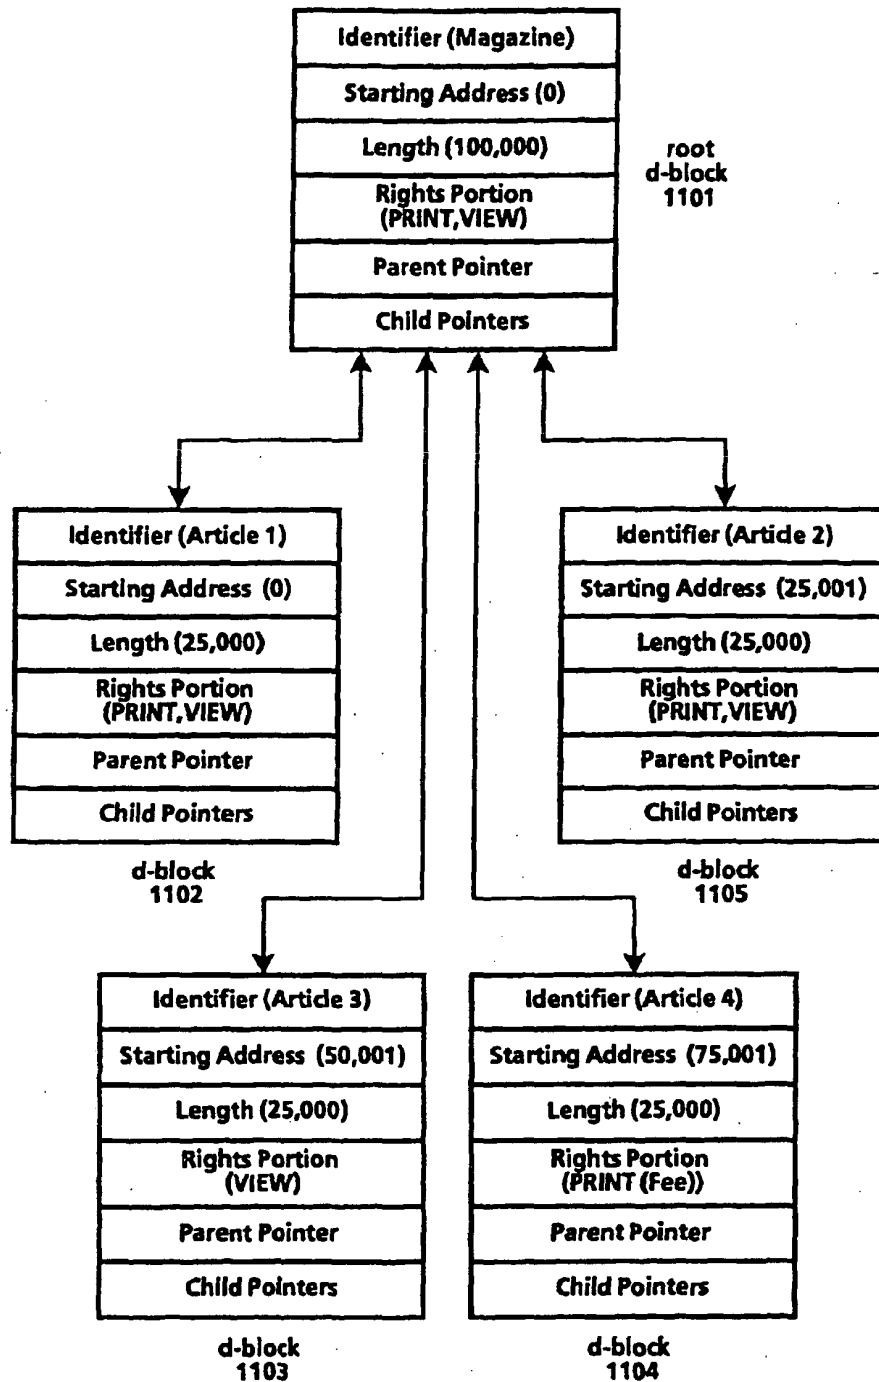 Identifier (Magazine)
Starting Address (0)
Length (100,000)
Rights Portion
(PRINT,VIEW)
Parent Pointer
Child Pointers
root
d-block
1101
Identifier (Article 1)
Starting Address (0)
Length (25,000)
Rights Portion
(PRINT,VIEW)
Parent Pointer
Child Pointers
d-block
1102
Identifier (Article 2)
Starting Address (25,001)
Length (25,000)
Rights Portion
(PRINT,VIEW)
Parent Pointer
Child Pointers
d-block
1105
Identifier (Article 3)
Starting Address (50,001)
Length (25,000)
Rights Portion
(VIEW)
Parent Pointer
Child Pointers
d-block
1103
Identifier (Article 4)
Starting Address (75,001)
Length (25,000)
Rights Portion
(PRINT (Fee))
Parent Pointer
Child Pointers
d-block
1104